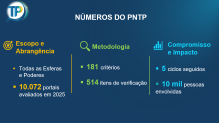 TP
NÚMEROS DO PNTP
Escopo e
Abrangência
Todas as Esferas
e Poderes
10.072 portais
avaliados em 2025
Metodologia
181 critérios
514 itens de verificação
Compromisso
e Impacto
5 ciclos seguidos
10 mil pessoas
envolvidas